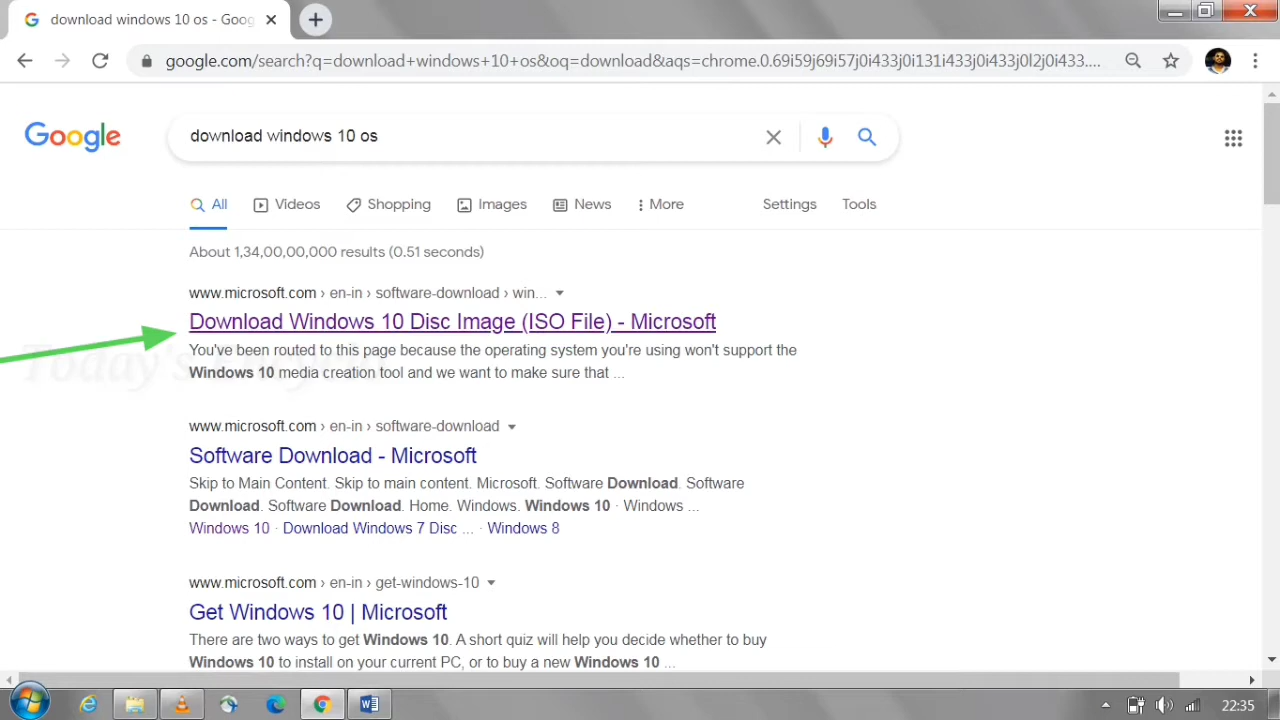 download windows 10 os - Goog
google.com/search?q=download+windows+10+os&oq=download&aqs=chrome.0.69i59j69i57j0i433j0i131i433j0i433j0l2j0i433....
Google
download windows 10 os
All Videos Shopping Images News More Settings Tools
About 1,34,00,00,000 results (0.51 seconds)
www.microsoft.com › en-in › software-download › win...
Download Windows 10 Disc Image (ISO File) - Microsoft
You've been routed to this page because the operating system you're using won't support the
Windows 10 media creation tool and we want to make sure that ...
Today's
www.microsoft.com › en-in › software-download
Software Download - Microsoft
Skip to Main Content. Skip to main content. Microsoft. Software Download. Software
Download. Software Download. Home. Windows. Windows 10 · Windows ...
Windows 10 · Download Windows 7 Disc ... · Windows 8
www.microsoft.com › en-in › get-windows-10
Get Windows 10 | Microsoft
There are two ways to get Windows 10. A short quiz will help you decide whether to buy
Windows 10 to install on your current PC, or to buy a new Windows 10 ...
22:35